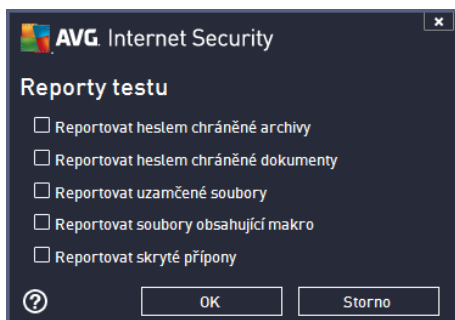 AVG. Internet Security
Reporty testu
Reportovat heslem chráněné archivy
Reportovat heslem chráněné dokumenty
Reportovat uzamčené soubory
Reportovat soubory obsahující makro
Reportovat skryté přípony
? OK Storno